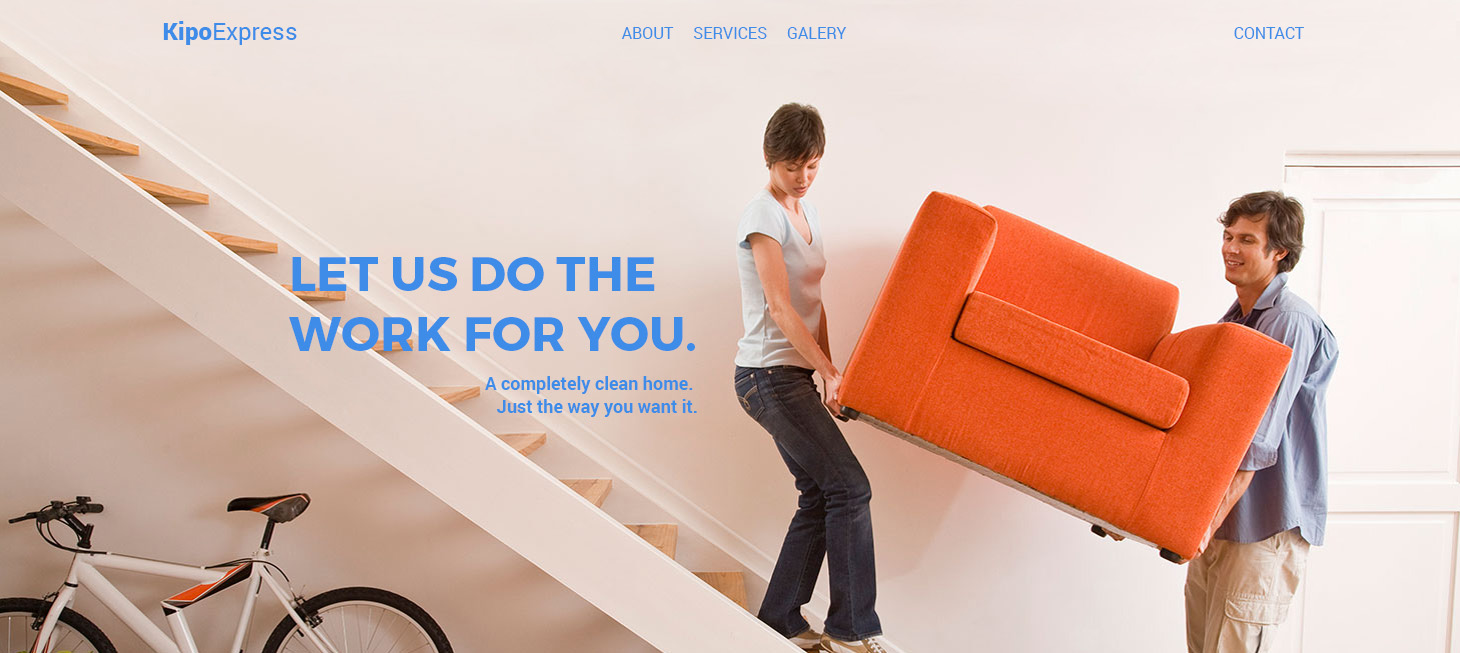 KipoExpress
ABOUT SERVICES GALERY
CONTACT
LET US DO THE
WORK FOR YOU.
A completely clean home.
Just the way you want it.